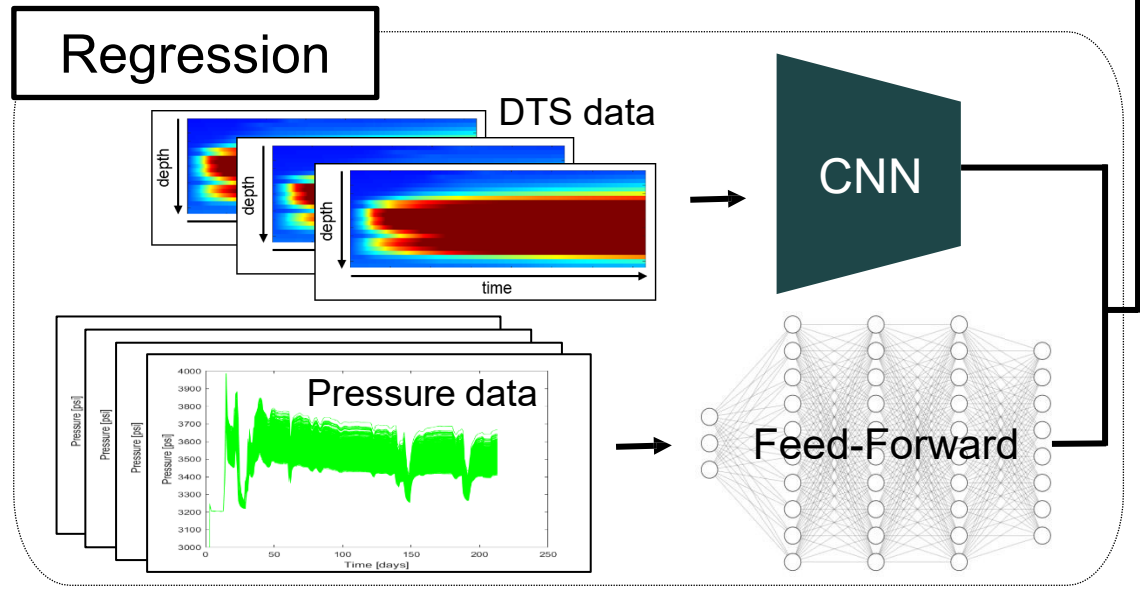 Regression
DTS data
depth
depth
depth
time
CNN
Pressure data
Pressure [psi]
Pressure [psi]
Pressure [psi]
Pressure [psi]
4000
3900
3800
3700
3600
3500
3400
3300
3200
3100
3000
0
50
100
150
200
250
Time [days]
Feed-Forward